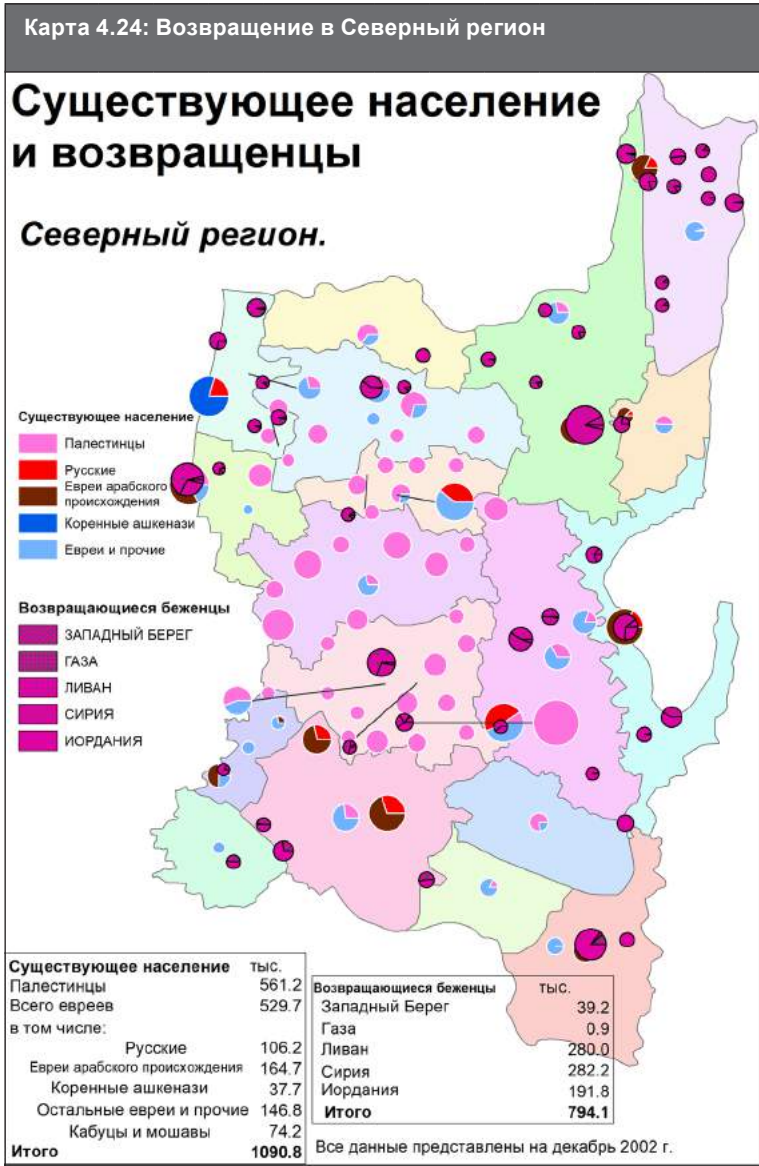 Карта 4.24: Возвращение в Северный регион
Существующее население
и возвращенцы
Северный регион.
Существующее население
Палестинцы
Русские
Евреи арабского
происхождения
Коренные ашкенази
Евреи и прочие
Возвращающиеся беженцы
ЗАПАДНЫЙ БЕРЕГ
ГАЗА
ЛИВАН
СИРИЯ
ИОРДАНИЯ
Существующее население тыс.
Палестинцы 561.2
Всего евреев 529.7
в том числе:
Русские 106.2
Евреи арабского происхождения 164.7
Коренные ашкенази 37.7
Остальные евреи и прочие 146.8
Кабуцы и мошавы 74.2
Итого 1090.8
Возвращающиеся беженцы тыс.
Западный Берег 39.2
Газа 0.9
Ливан 280.0
Сирия 282.2
Иордания 191.8
Итого 794.1
Все данные представлены на декабрь 2002 г.